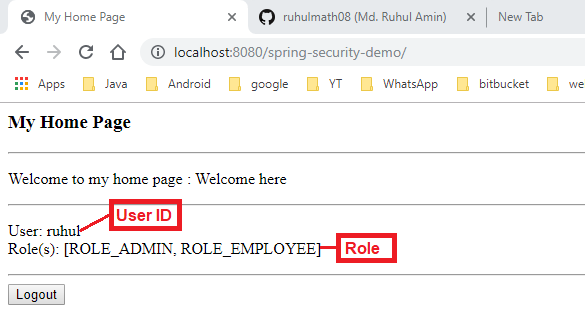 My Home Page
ruhulmath08 (Md. Ruhul Amin)
New Tab
localhost:8080/spring-security-demo/
Apps Java Android google YT WhatsApp bitbucket we
My Home Page
Welcome to my home page : Welcome here
User ID
User: ruhul
Role(s): [ROLE_ADMIN, ROLE_EMPLOYEE] Role
Logout